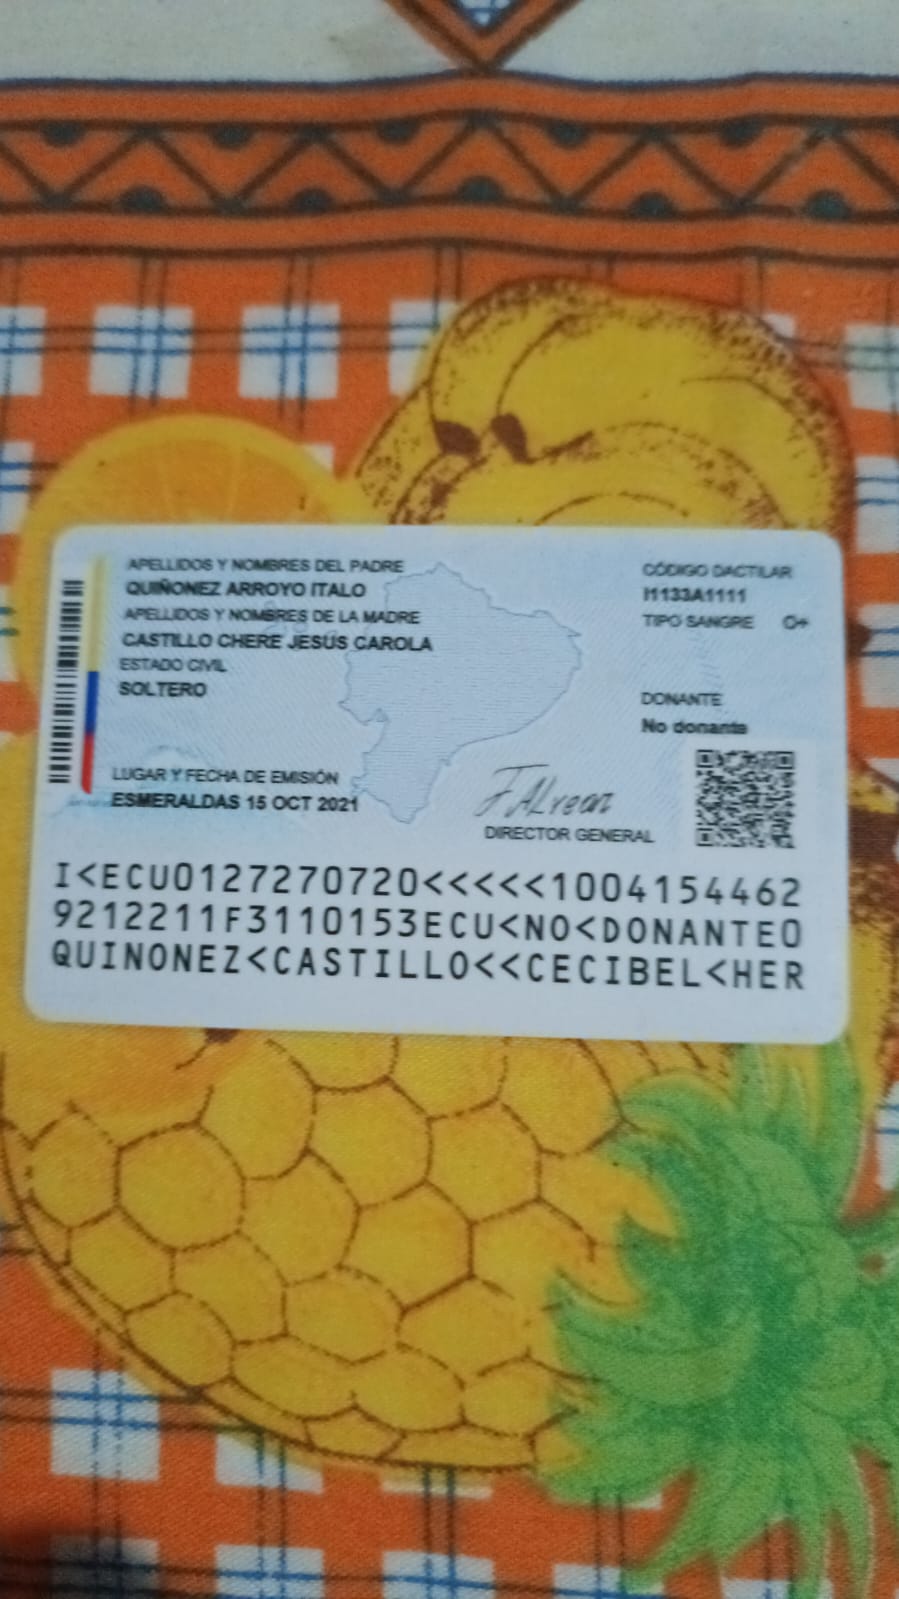 APELLIDOS Y NOMBRES DEL PADRE
QUIÑONEZ ARROYO ITALO
APELLIDOS Y NOMBRES DE LA MADRE
CASTILLO CHERE JESUS CAROLA
ESTADO CIVIL
SOLTERO
CÓDIGO DACTILAR
I1133A1111
TIPO SANGRE O+
DONANTE
No donante
LUGAR Y FECHA DE EMISIÓN
ESMERALDAS 15 OCT 2021
DIRECTOR GENERAL
I<ECU0127270720<<<<<1004154462
9212211F3110153ECU<NO<DONANTE0
QUINONEZ<CASTILLO<<CECIBEL<HER